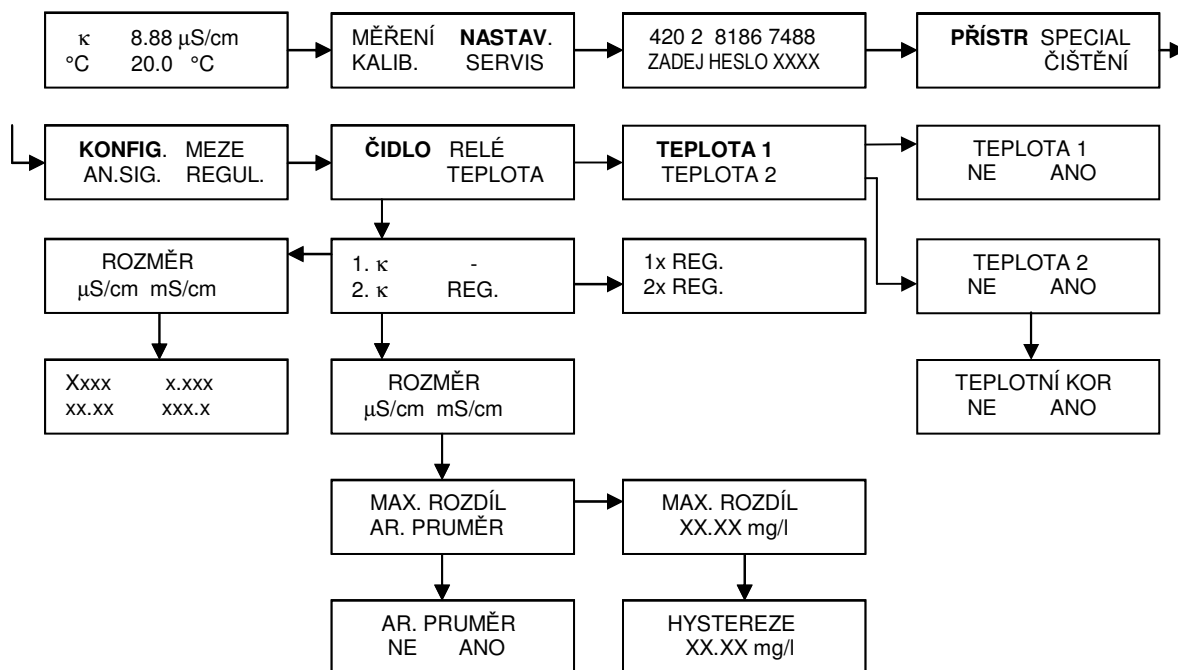 κ 8.88 µS/cm
°C 20.0 °C
MĚŘENÍ NASTAV.
KALIB. SERVIS
420 2 8186 7488
ZADEJ HESLO XXXX
PŘÍSTR SPECIAL
ČIŠTĚNÍ
KONFIG. MEZE
AN.SIG. REGUL.
ČIDLO RELÉ
TEPLOTA
TEPLOTA 1
TEPLOTA 2
TEPLOTA 1
NE ANO
ROZMĚR
µS/cm mS/cm
1. κ -
2. κ REG.
1x REG.
2x REG.
TEPLOTA 2
NE ANO
Xxxx x.xxx
xx.xx xxx.x
ROZMĚR
µS/cm mS/cm
TEPLOTNÍ KOR
NE ANO
MAX. ROZDÍL
AR. PRUMĚR
MAX. ROZDÍL
XX.XX mg/l
AR. PRUMĚR
NE ANO
HYSTEREZE
XX.XX mg/l